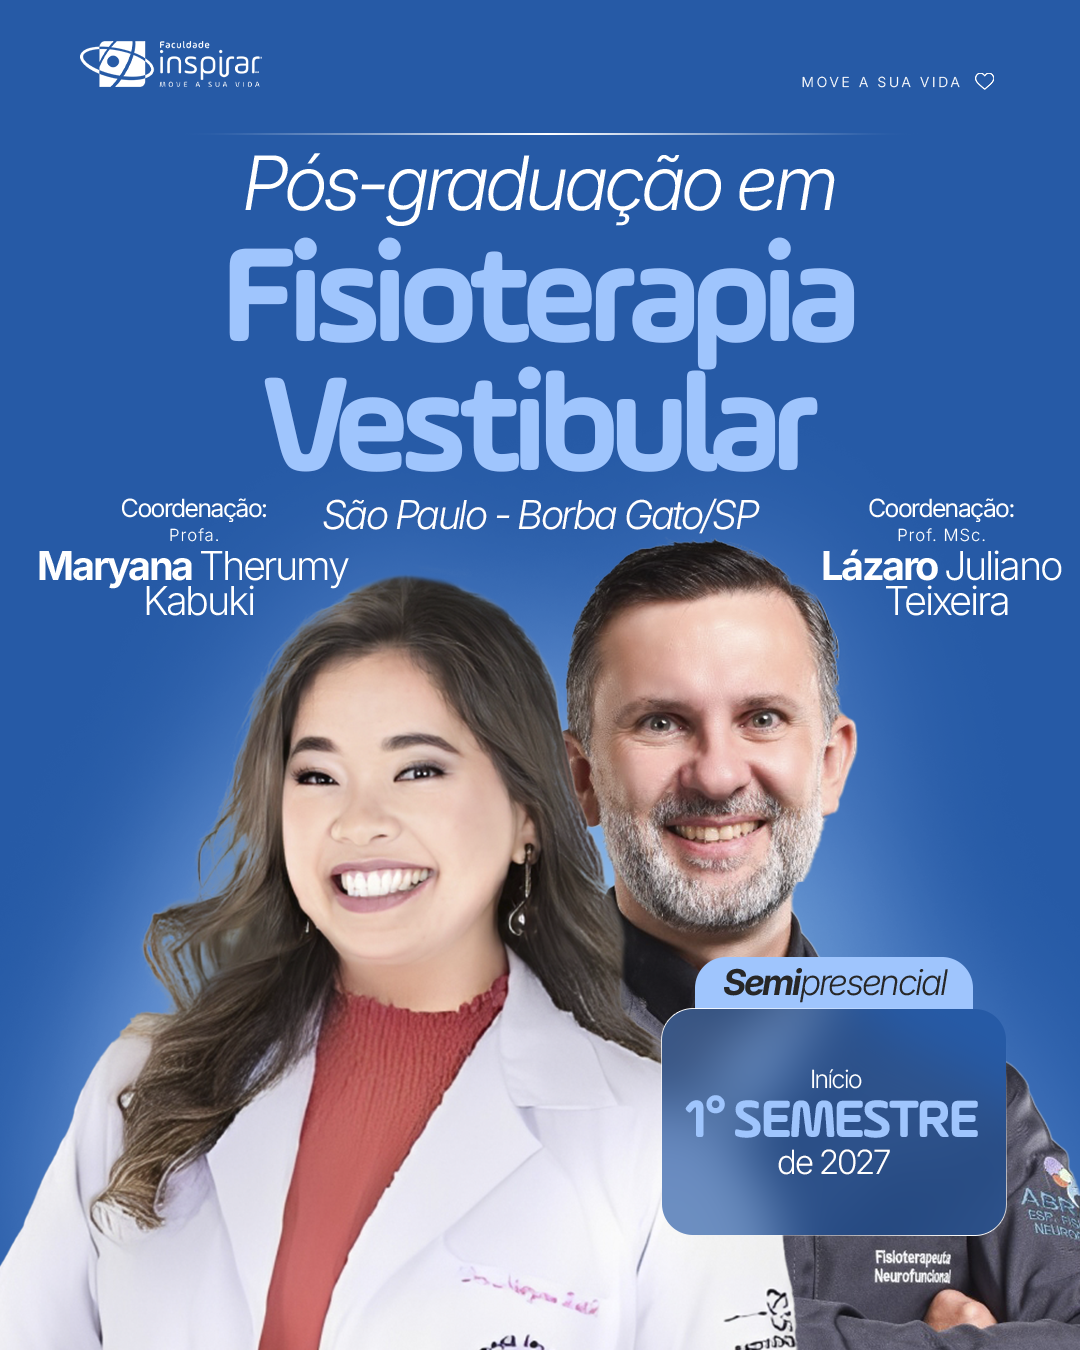 Faculdade
inspirar
MOVE A SUA VIDA
MOVE A SUA VIDA
Pós-graduação em
Fisioterapia
Vestibular
São Paulo - Borba Gato/SP
Coordenação:
Profa.
Maryana Therumy
Kabuki
Coordenação:
Prof. MSc.
Lázaro Juliano
Teixeira
Semipresencial
Início
1° SEMESTRE
de 2027
Fisioterapeuta
Neurofuncional